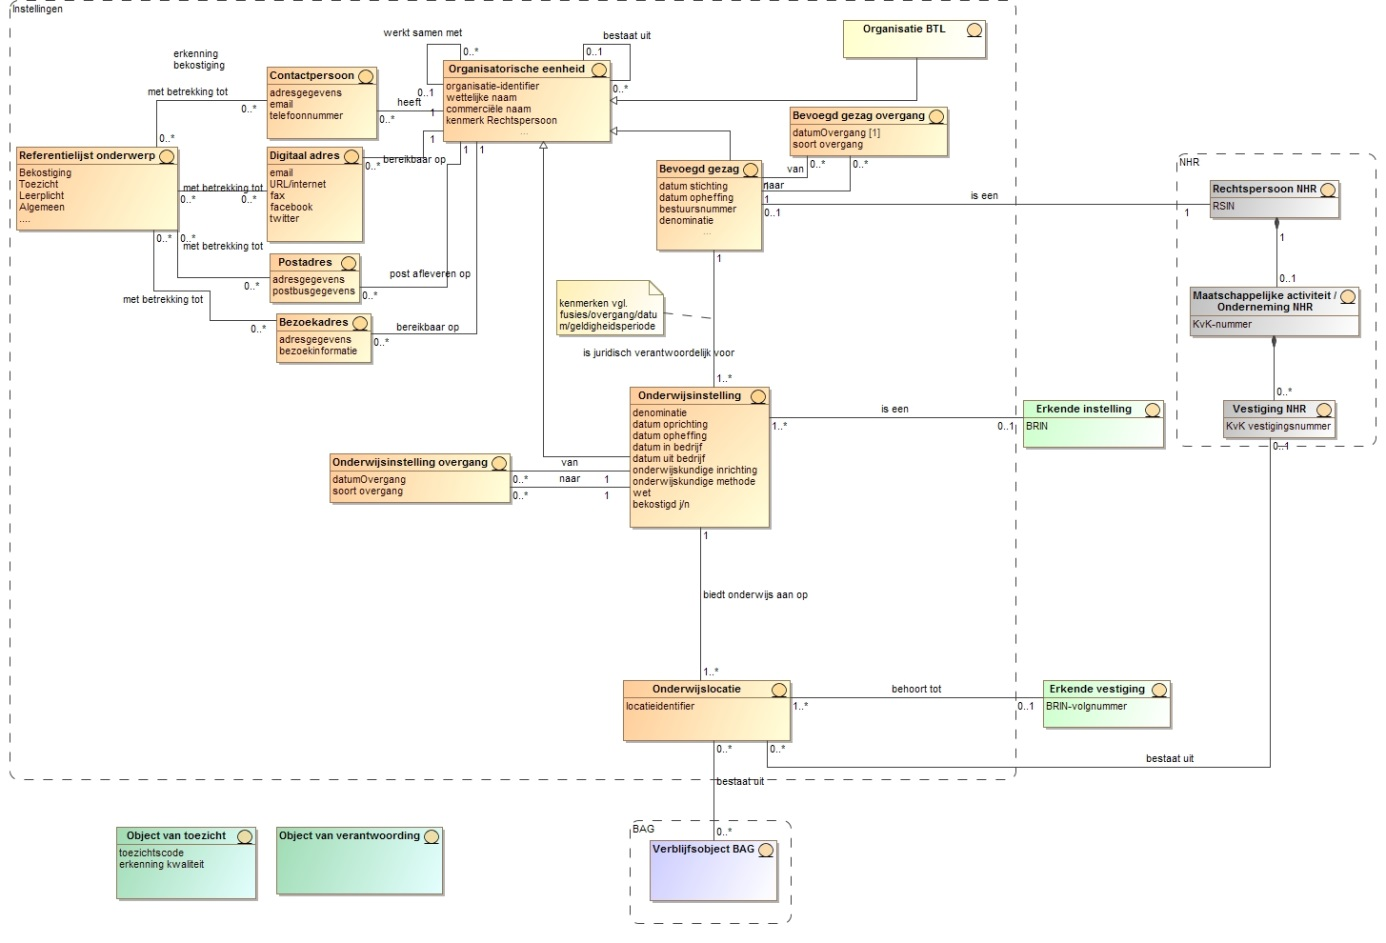 Instellingen
werkt samen met
0..*
0..1
bestaat uit
0..1
0..*
Organisatie BTL
erkenning
bekostiging
Contactpersoon
adresgegevens
email
telefoonnummer
heeft
0..*
1
Organisatorische eenheid
organisatie-identifier
wettelijke naam
commerciële naam
kenmerk Rechtspersoon
...
met betrekking tot
0..*
0..*
Bevoegd gezag overgang
datumOvergang [1]
soort overgang
Referentielijst onderwerp
Bekostiging
Toezicht
Leerplicht
Algemeen
....
Digitaal adres
email
URL/internet
fax
facebook
twitter
0..*
bereikbaar op
1
1
1
met betrekking tot
0..*
0..*
Bevoegd gezag
datum stichting
datum opheffing
bestuursnummer
denominatie
...
van
0..*
0..*
1
naar
1
0..1
is een
1
NHR
Rechtspersoon NHR
RSIN
1
0..1
0..*
0..*
met betrekking tot
Postadres
adresgegevens
postbusgegevens
post afleveren op
0..*
met betrekking tot
0..*
Bezoekadres
adresgegevens
bezoekinformatie
bereikbaar op
0..*
1
kenmerken vgl.
fusies/overgang/datu
m/geldigheidsperiode
is juridisch verantwoordelijk voor
1..*
Maatschappelijke activiteit /
Onderneming NHR
KvK-nummer
0..*
Vestiging NHR
KvK vestigingsnummer
0..1
Onderwijsinstelling
denominatie
datum oprichting
datum opheffing
datum in bedrijf
datum uit bedrijf
onderwijskundige inrichting
onderwijskundige methode
wet
bekostigd j/n
is een
1..*
0..1
Erkende instelling
BRIN
Onderwijsinstelling overgang
datumOvergang
soort overgang
van
0..*
naar
1
0..*
1
1
biedt onderwijs aan op
1..*
Onderwijslocatie
locatieidentifier
behoort tot
1..*
0..1
Erkende vestiging
BRIN-volgnummer
0..*
0..*
bestaat uit
bestaat uit
BAG
0..*
Verblijfsobject BAG
Object van toezicht
toezichtscode
erkenning kwaliteit
Object van verantwoording